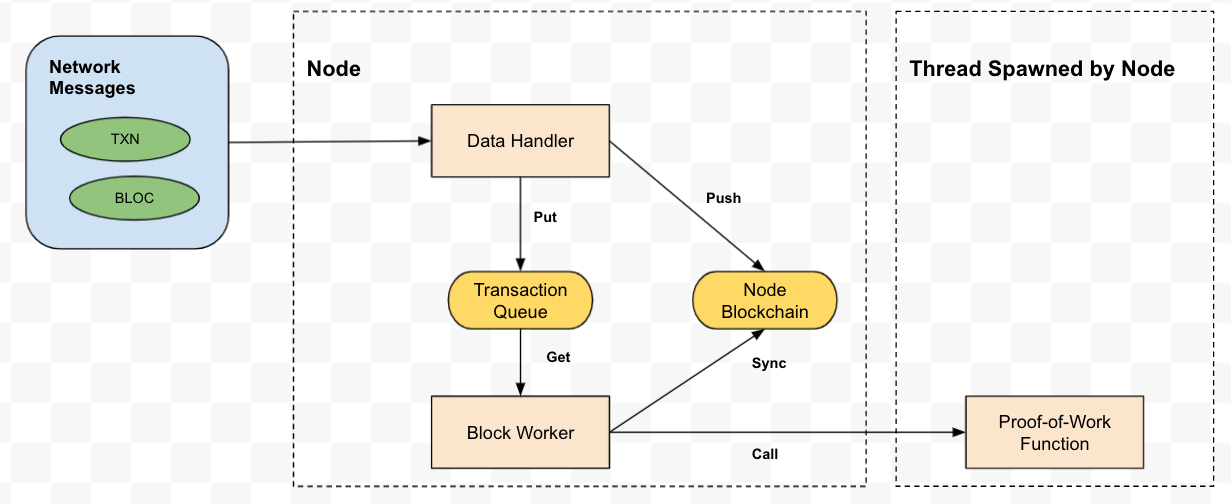 Network
Messages
TXN
BLOC
Node
Data Handler
Put
Push
Transaction
Queue
Node
Blockchain
Get
Sync
Block Worker
Call
Thread Spawned by Node
Proof-of-Work
Function